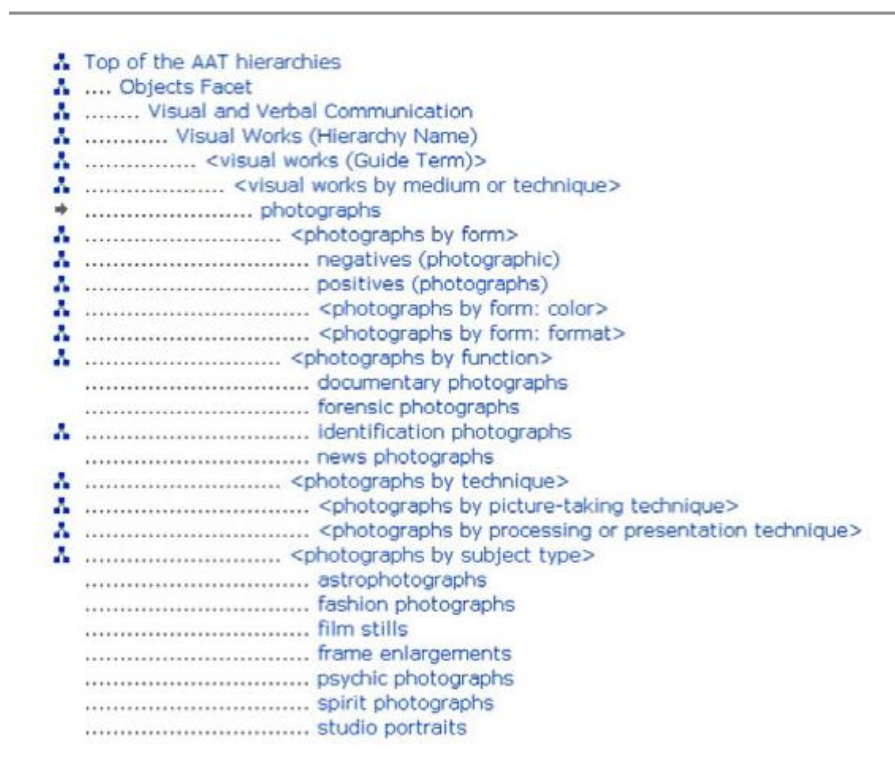 Top of the AAT hierarchies
.... Objects Facet
........ Visual and Verbal Communication
............ Visual Works (Hierarchy Name)
................ <visual works (Guide Term)>
.................... <visual works by medium or technique>
........................ photographs
............................ <photographs by form>
................................ negatives (photographic)
................................ positives (photographs)
................................ <photographs by form: color>
................................ <photographs by form: format>
............................ <photographs by function>
................................ documentary photographs
................................ forensic photographs
................................ identification photographs
................................ news photographs
............................ <photographs by technique>
................................ <photographs by picture-taking technique>
................................ <photographs by processing or presentation technique>
............................ <photographs by subject type>
................................ astrophotographs
................................ fashion photographs
................................ film stills
................................ frame enlargements
................................ psychic photographs
................................ spirit photographs
................................ studio portraits